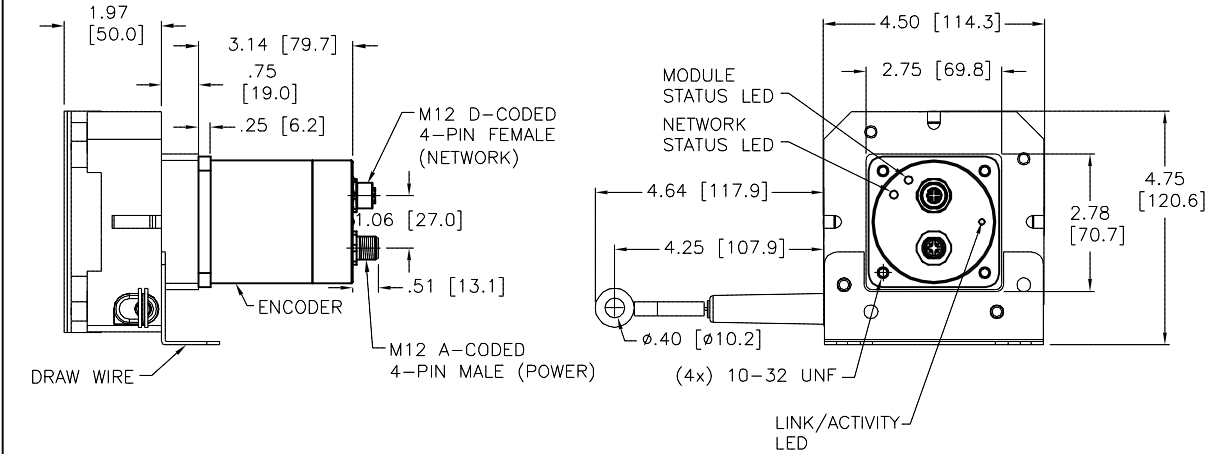 1.97
[50.0]
3.14 [79.7]
.75
[19.0]
.25 [6.2]
M12 D-CODED
4-PIN FEMALE
(NETWORK)
1.06 [27.0]
.51 [13.1]
ENCODER
M12 A-CODED
4-PIN MALE (POWER)
DRAW WIRE
4.50 [114.3]
2.75 [69.8]
MODULE
STATUS LED
NETWORK
STATUS LED
4.64 [117.9]
4.25 [107.9]
4.75
[120.6]
2.78
[70.7]
ø.40 [ø10.2]
(4x) 10-32 UNF
LINK/ACTIVITY
LED